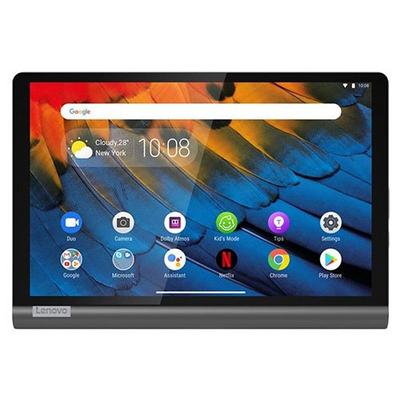 10:08
Google
Cloudy,28°
New York
10:08
Duo
Camera
Dolby Atmos
Kid's Mode
Tips
Settings
Google
Microsoft
Assistant
Netflix
Chrome
Play Store
Lenovo